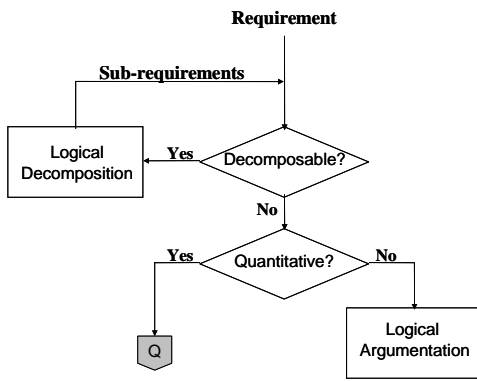 Requirement
Sub-requirements
Logical
Decomposition
Yes
Decomposable?
No
Yes
Quantitative?
No
Q
Logical
Argumentation